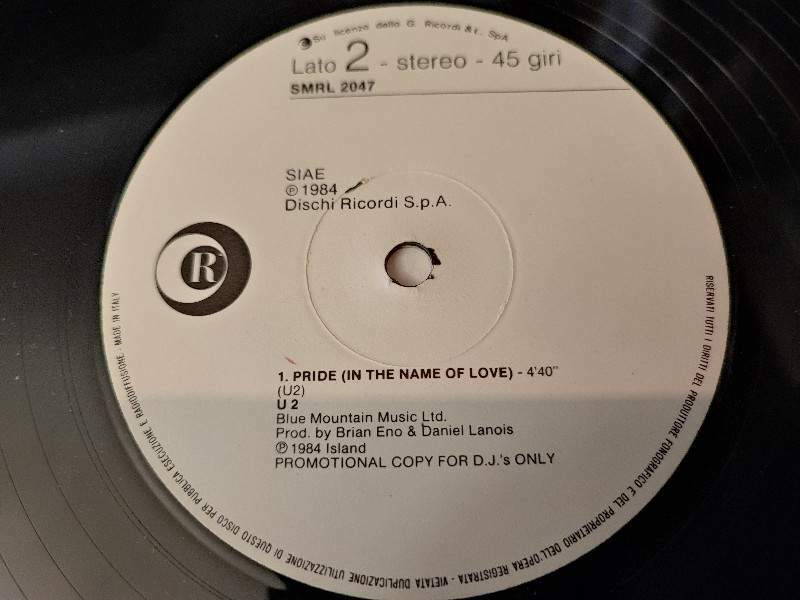 Su licenza della G. Ricordi & C. SpA
Lato 2 - stereo - 45 giri
SMRL 2047
SIAE
℗ 1984
Dischi Ricordi S.p.A.
R
1. PRIDE (IN THE NAME OF LOVE) - 4'40"
(U2)
U 2
Blue Mountain Music Ltd.
Prod. by Brian Eno & Daniel Lanois
℗ 1984 Island
PROMOTIONAL COPY FOR D.J.'s ONLY
RISERVATI TUTTI I DIRITTI DEL PRODUTTORE FONOGRAFICO E DEL PROPRIETARIO DELL'OPERA REGISTRATA - VIETATA DUPLICAZIONE UTILIZZAZIONE DI QUESTO DISCO PER PUBBLICA ESECUZIONE E RADIODIFFUSIONE - MADE IN ITALY